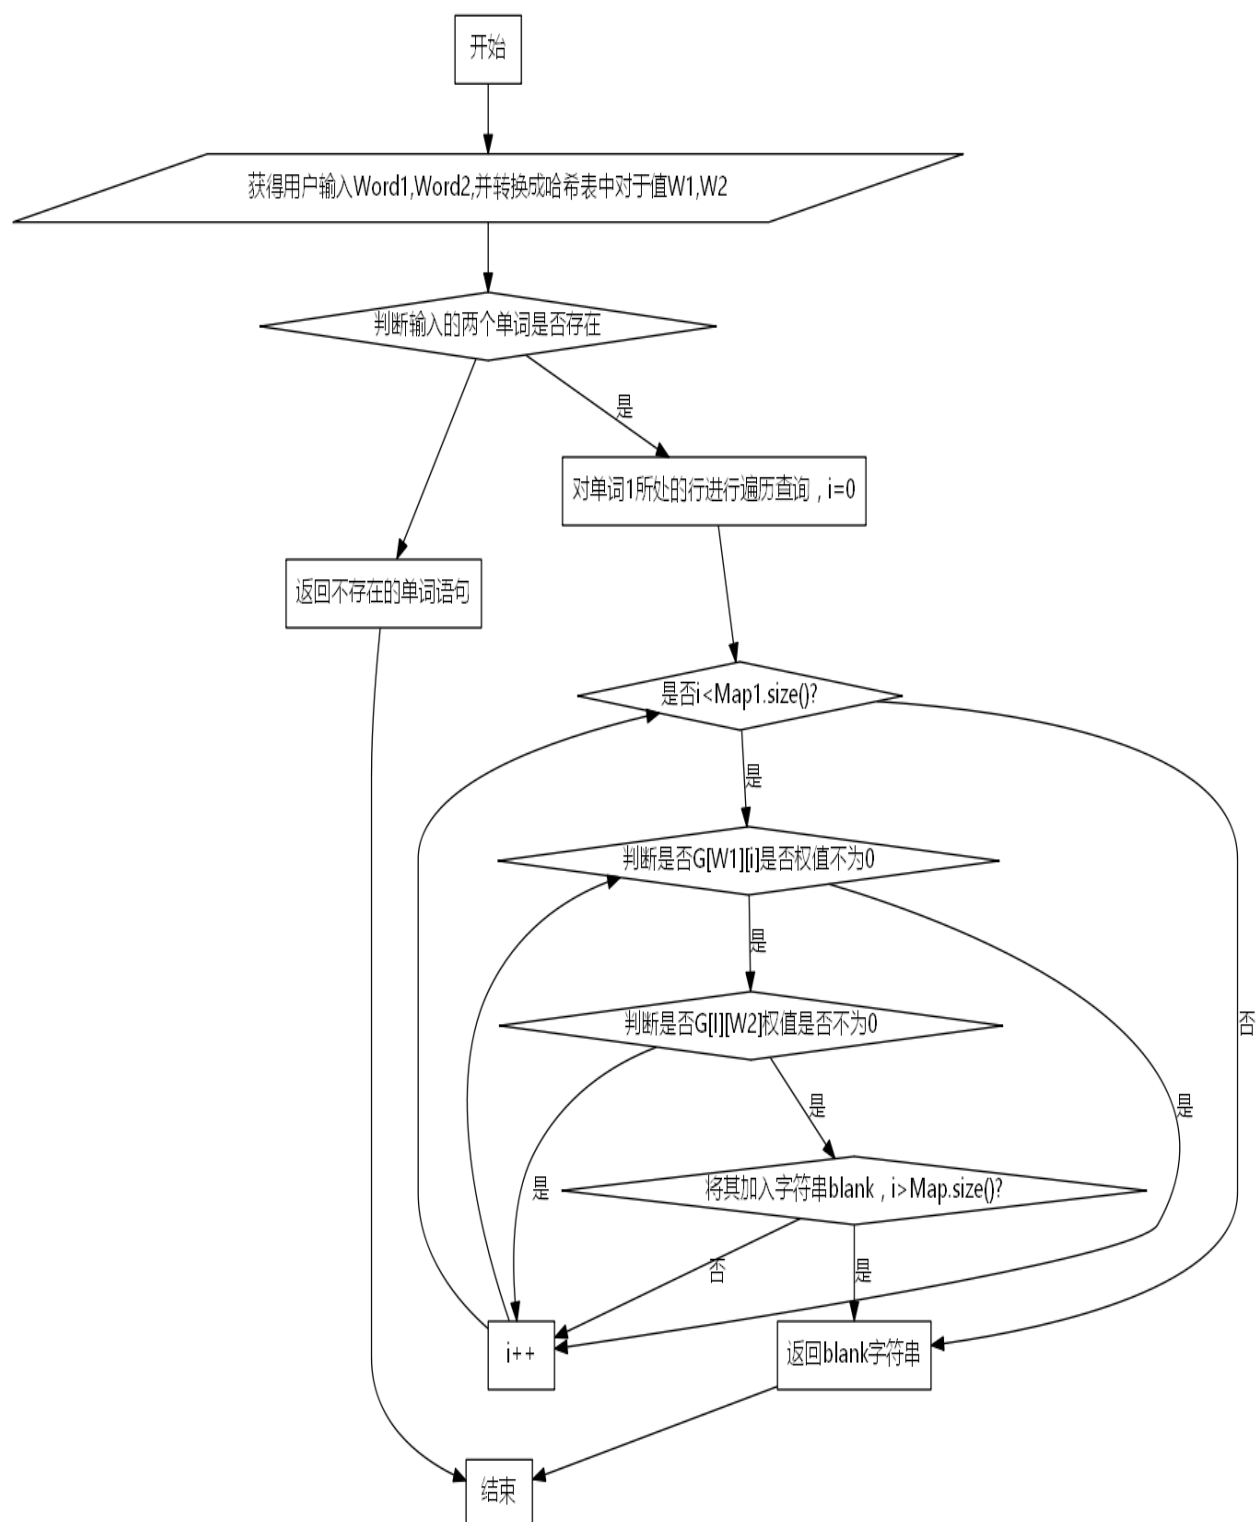 开始
获得用户输入Word1,Word2,并转换成哈希表中对于值W1,W2
判断输入的两个单词是否存在
是
对单词1所处的行进行遍历查询，i=0
返回不存在的单词语句
是否i<Map1.size()?
是
判断是否G[W1][i]是否权值不为0
是
判断是否G[I][W2]权值是否不为0
否
是
是
是
将其加入字符串blank，i>Map.size()?
否
是
i++
返回blank字符串
结束